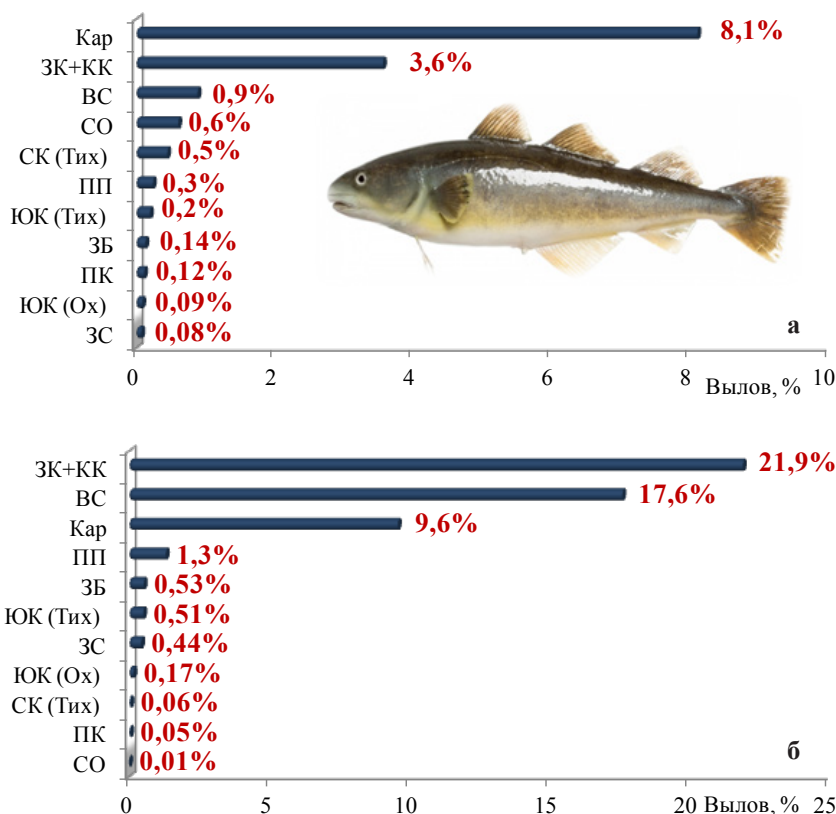 Кар 8,1%
ЗК+КК 3,6%
ВС 0,9%
СО 0,6%
СК (Тих) 0,5%
ПП 0,3%
ЮК (Тих) 0,2%
ЗБ 0,14%
ПК 0,12%
ЮК (Ох) 0,09%
ЗС 0,08%
а
0 2 4 6 8 10
Вылов, %
ЗК+КК 21,9%
ВС 17,6%
Кар 9,6%
ПП 1,3%
ЗБ 0,53%
ЮК (Тих) 0,51%
ЗС 0,44%
ЮК (Ох) 0,17%
СК (Тих) 0,06%
ПК 0,05%
СО 0,01%
б
0 5 10 15 20 Вылов, % 25